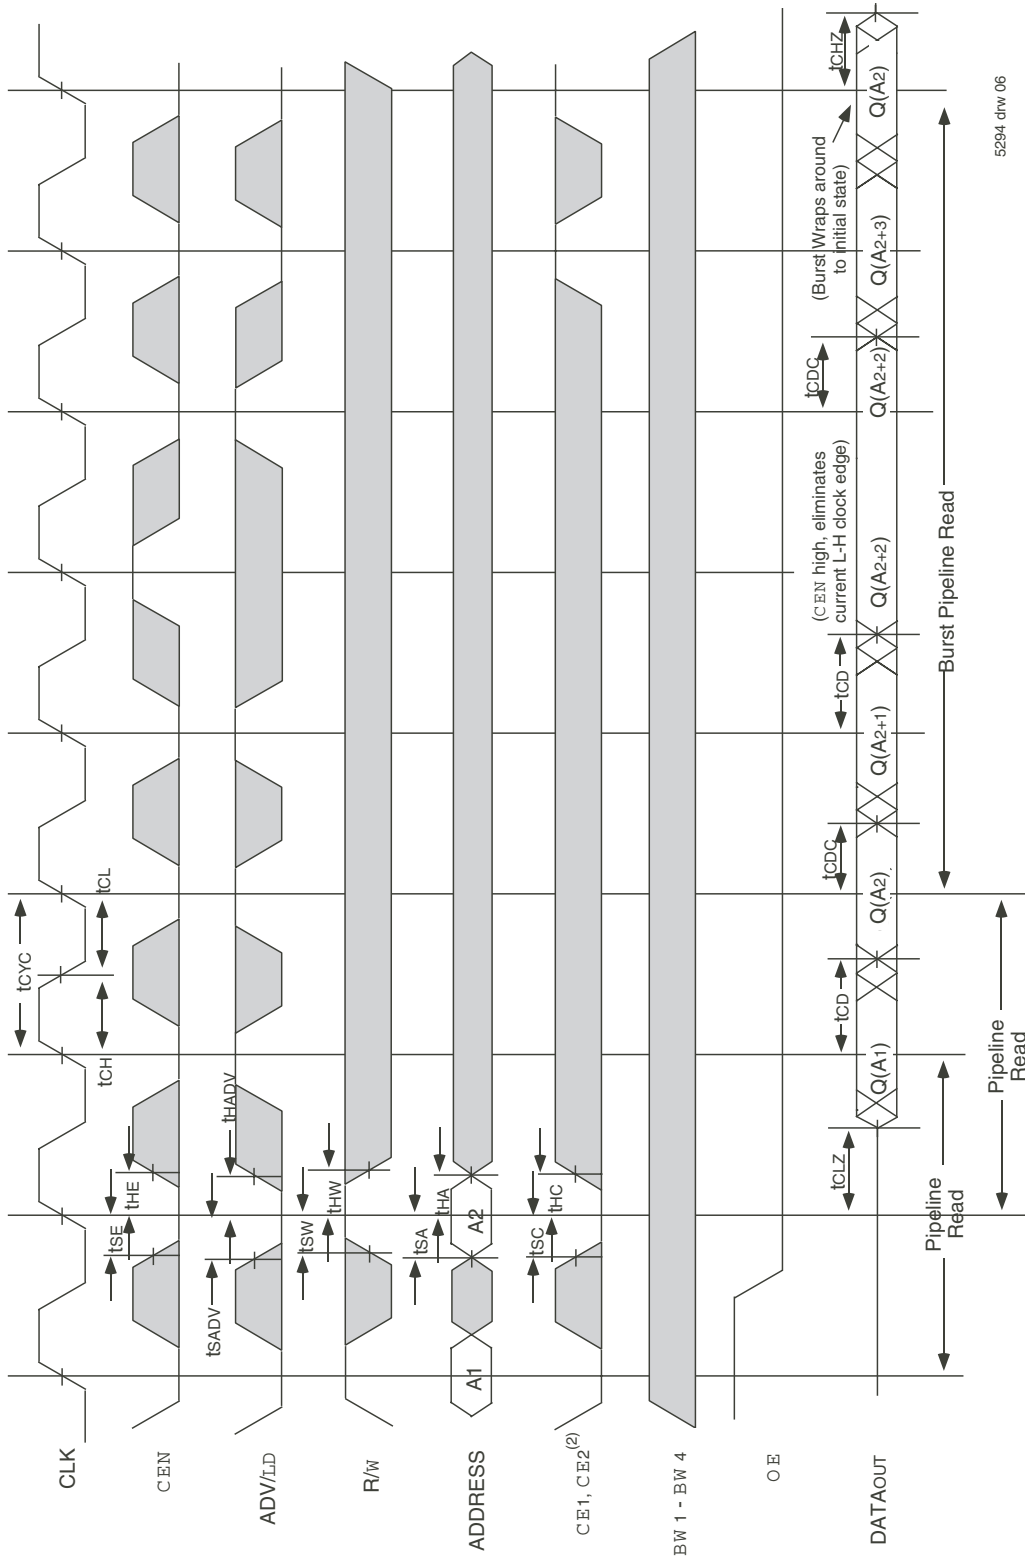 CLK
tCYC
tCH
tCL
CEN
tSE
tHE
ADV/LD
tSADV
tHADV
R/W
tSW
tHW
ADDRESS
A1
A2
tSA
tHA
CE1, CE2(2)
tSC
tHC
BW1 - BW4
OE
(CEN high, eliminates
current L-H clock edge)
(Burst Wraps around
to initial state)
tCLZ
tCD
tCDC
tCD
tCDC
tCHZ
DATAOUT
Q(A1)
Q(A2)
Q(A2+1)
Q(A2+2)
Q(A2+2)
Q(A2+3)
Q(A2)
Pipeline
Read
Pipeline
Read
Burst Pipeline Read
5294 drw 06